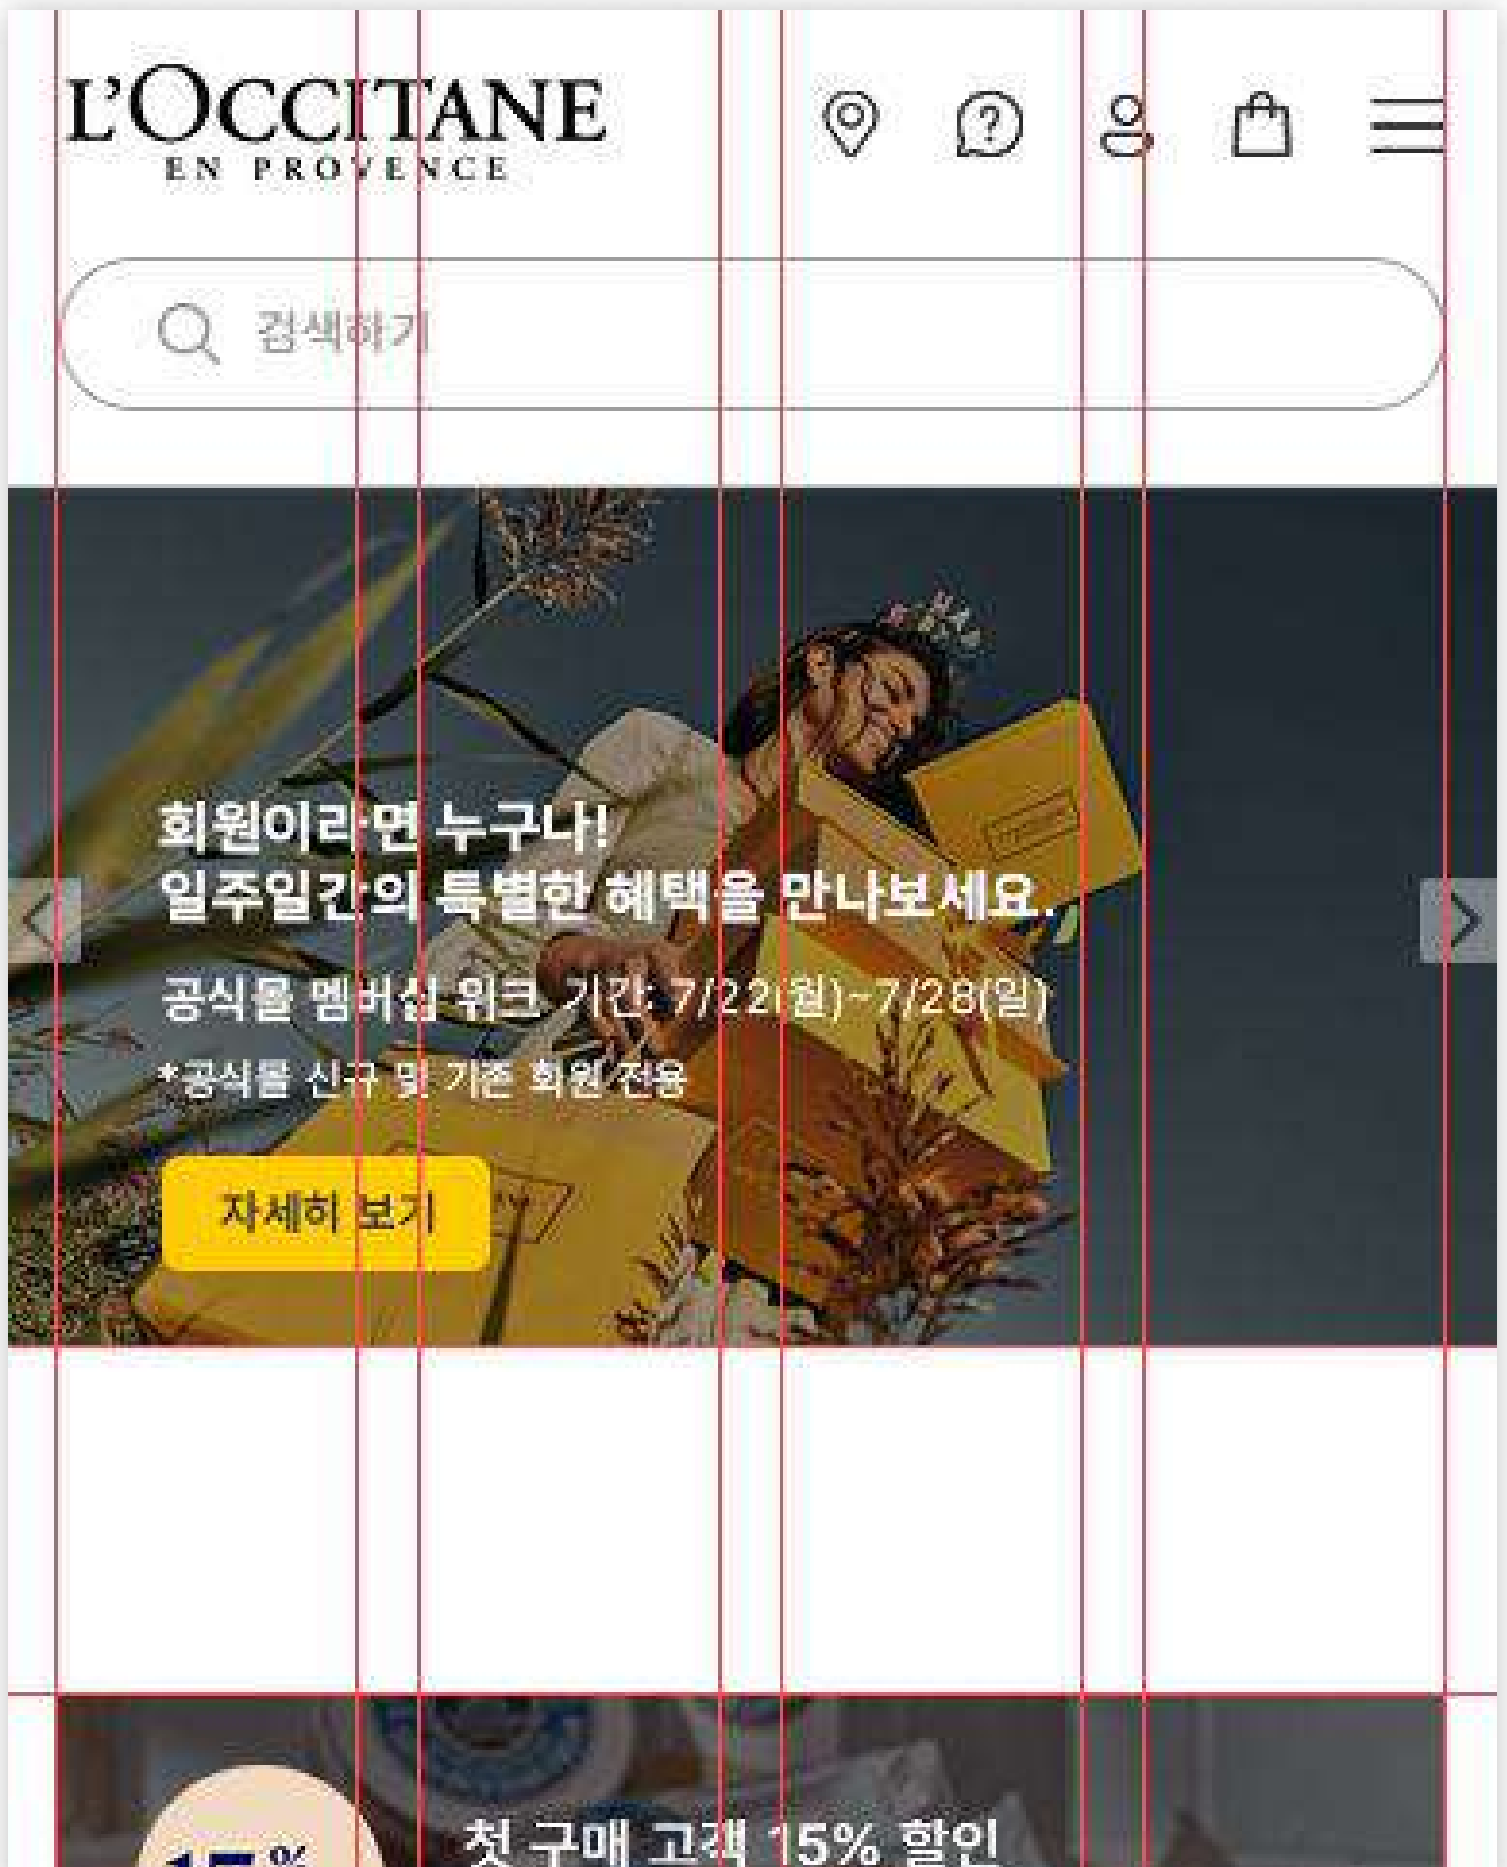 L'OCCITANE
EN PROVENCE
검색하기
회원이라면 누구나!
일주일간의 특별한 혜택을 만나보세요.
공식몰 멤버십 위크 기간: 7/22(월)~7/28(일)
*공식몰 신규 및 기존 회원 전용
자세히 보기
15%
첫 구매 고객 15% 할인